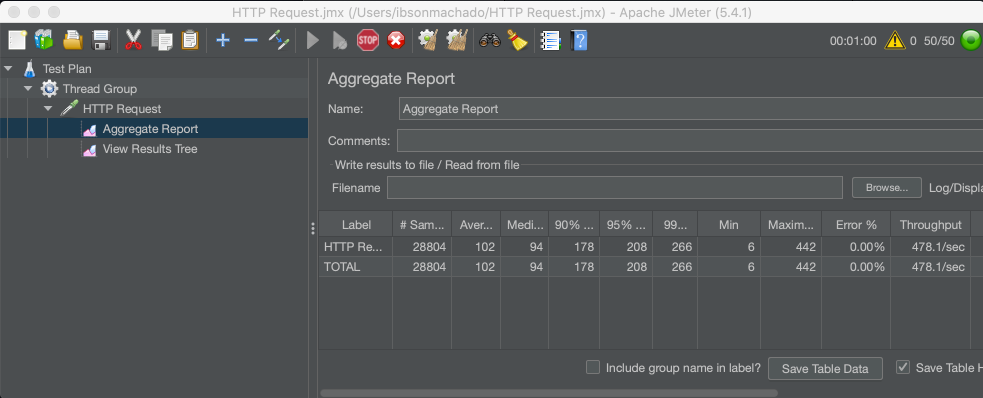 HTTP Request.jmx (/Users/ibsonmachado/HTTP Request.jmx) - Apache JMeter (5.4.1)
STOP 00:01:00 0 50/50
Test Plan
Thread Group
HTTP Request
Aggregate Report
View Results Tree
Aggregate Report
Name: Aggregate Report
Comments:
Write results to file / Read from file
Filename Browse... Log/Displa
Label # Sam... Aver... Medi... 90% ... 95% ... 99... Min Maxim... Error % Throughput
HTTP Re... 28804 102 94 178 208 266 6 442 0.00% 478.1/sec
TOTAL 28804 102 94 178 208 266 6 442 0.00% 478.1/sec
Include group name in label? Save Table Data Save Table H